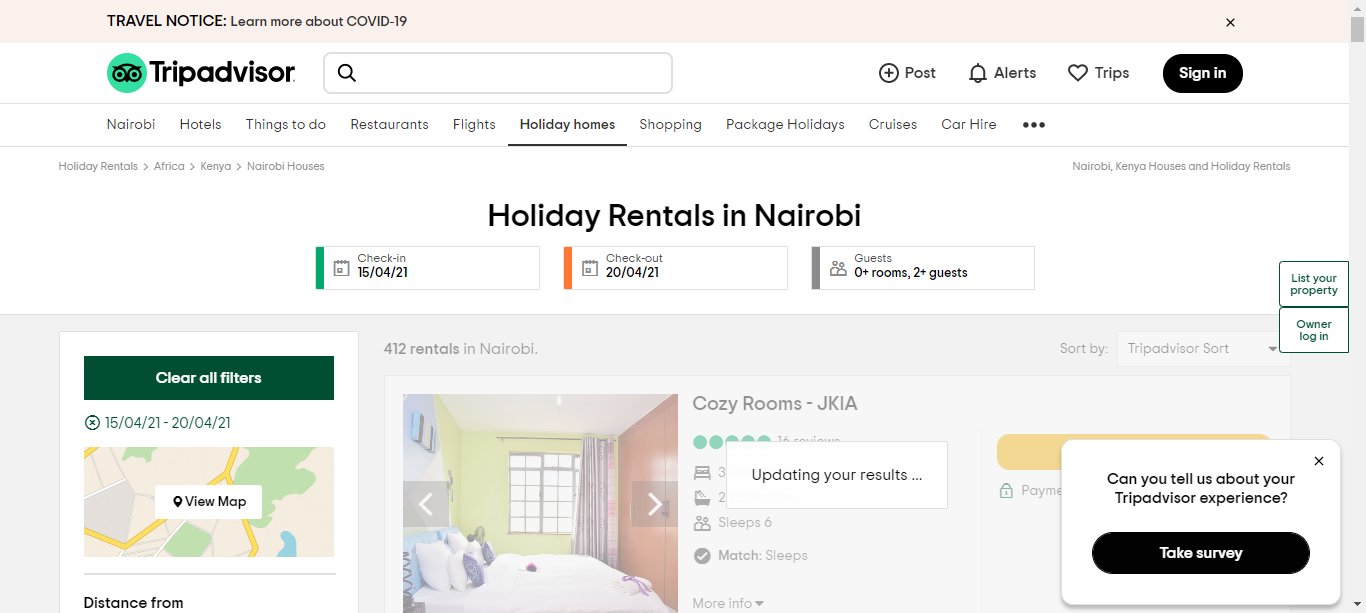 TRAVEL NOTICE: Learn more about COVID-19
Tripadvisor
Post
Alerts
Trips
Sign in
Nairobi
Hotels
Things to do
Restaurants
Flights
Holiday homes
Shopping
Package Holidays
Cruises
Car Hire
Holiday Rentals > Africa > Kenya > Nairobi Houses
Nairobi, Kenya Houses and Holiday Rentals
Holiday Rentals in Nairobi
Check-in
15/04/21
Check-out
20/04/21
Guests
0+ rooms, 2+ guests
List your
property
Owner
log in
Clear all filters
15/04/21 - 20/04/21
View Map
Distance from
412 rentals in Nairobi.
Sort by:
Tripadvisor Sort
Cozy Rooms - JKIA
16 reviews
3
2
Updating your results ...
Sleeps 6
Match: Sleeps
More info
Can you tell us about your
Tripadvisor experience?
Take survey